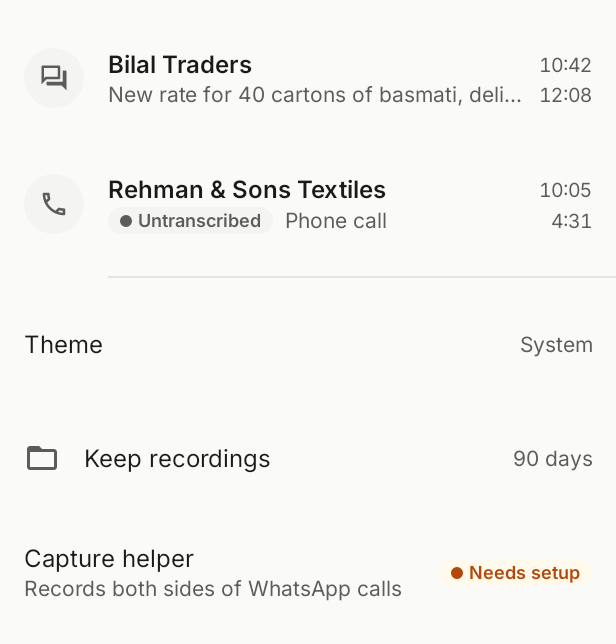 Bilal Traders 10:42
New rate for 40 cartons of basmati, deli... 12:08
Rehman & Sons Textiles 10:05
Untranscribed Phone call 4:31
Theme System
Keep recordings 90 days
Capture helper
Records both sides of WhatsApp calls
Needs setup